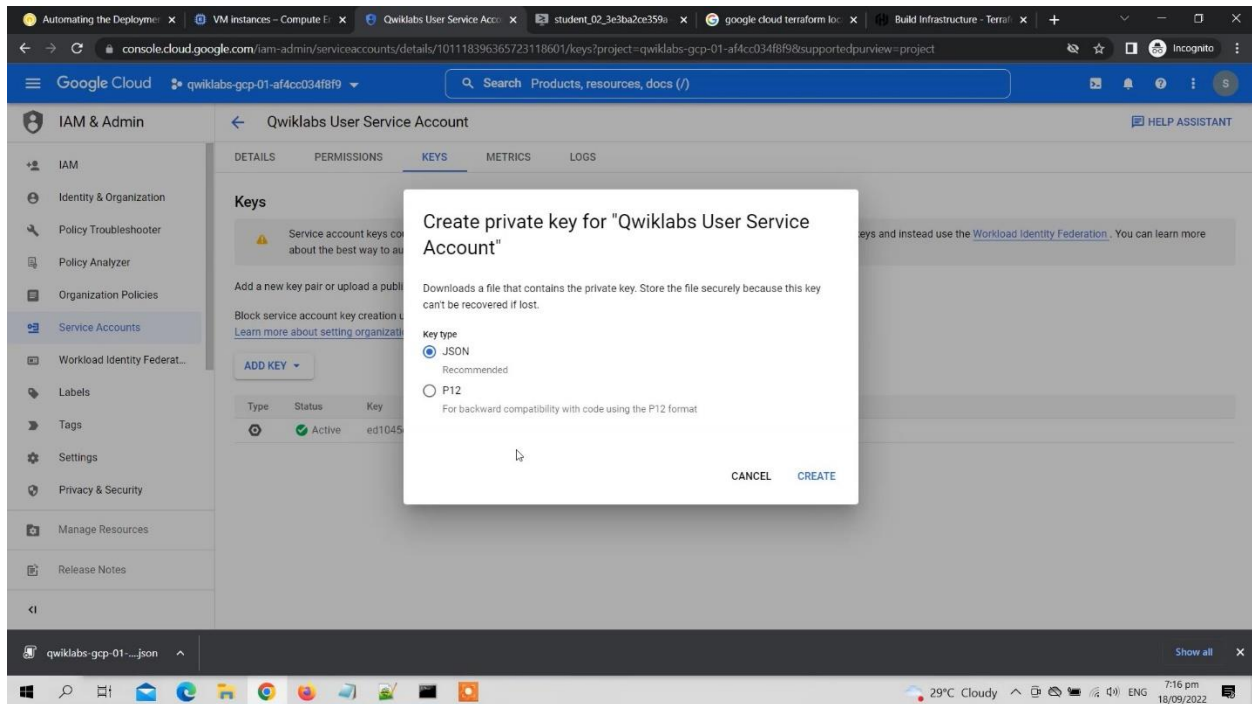 Automating the Deploymer
VM instances – Compute Er
Qwiklabs User Service Acco
student_02_3e3ba2ce359a
google cloud terraform loc
Build Infrastructure - Terraf
console.cloud.google.com/iam-admin/serviceaccounts/details/101118396365723118601/keys?project=qwiklabs-gcp-01-af4cc034f8f9&supportedpurview=project
Incognito
Google Cloud
qwiklabs-gcp-01-af4cc034f8f9
Search Products, resources, docs (/)
S
IAM & Admin
Qwiklabs User Service Account
HELP ASSISTANT
DETAILS PERMISSIONS KEYS METRICS LOGS
IAM
Identity & Organization
Policy Troubleshooter
Policy Analyzer
Organization Policies
Service Accounts
Workload Identity Federat...
Labels
Tags
Settings
Privacy & Security
Manage Resources
Release Notes
Keys
Service account keys co
eys and instead use the Workload Identity Federation . You can learn more
about the best way to au
Add a new key pair or upload a publi
Block service account key creation u
Learn more about setting organizati
ADD KEY
Type Status Key
Active ed1045
Create private key for "Qwiklabs User Service
Account"
Downloads a file that contains the private key. Store the file securely because this key
can't be recovered if lost.
Key type
JSON
Recommended
P12
For backward compatibility with code using the P12 format
CANCEL CREATE
qwiklabs-gcp-01-....json
Show all
29°C Cloudy
ENG
7:16 pm
18/09/2022